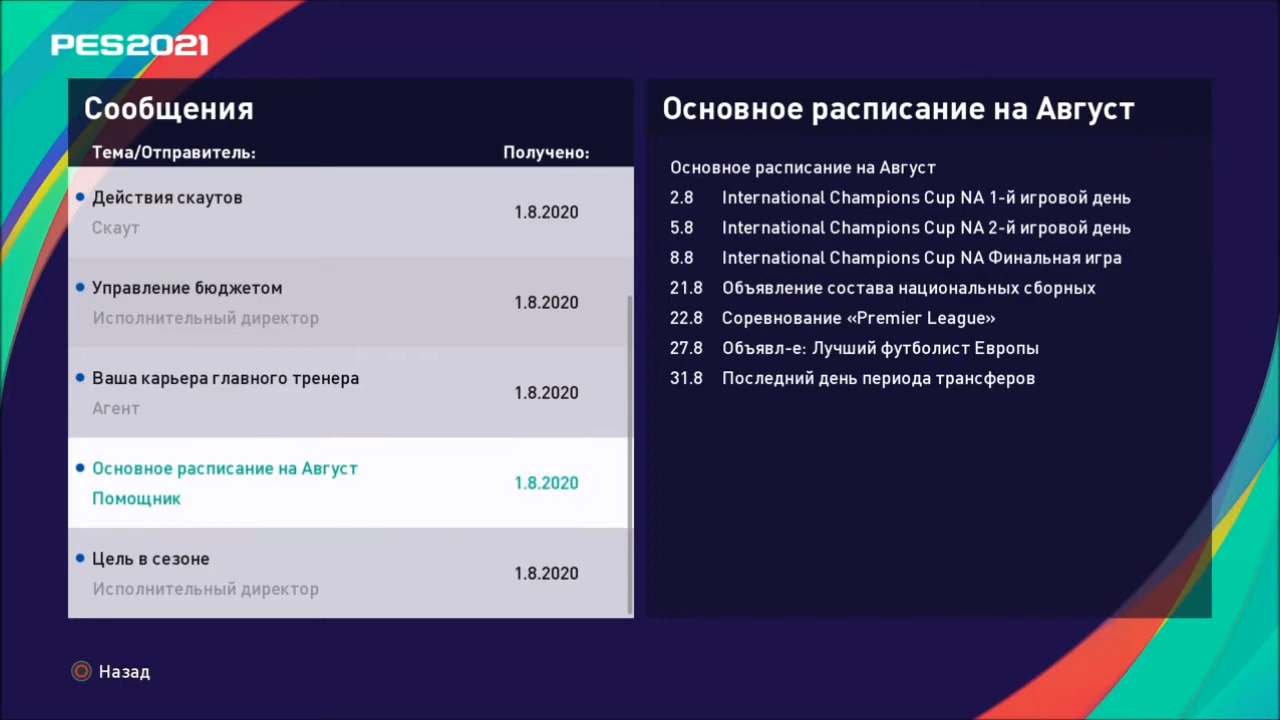 PES2021
Сообщения
Тема/Отправитель: Получено:
Действия скаутов
Скаут
1.8.2020
Управление бюджетом
Исполнительный директор
1.8.2020
Ваша карьера главного тренера
Агент
1.8.2020
Основное расписание на Август
Помощник
1.8.2020
Цель в сезоне
Исполнительный директор
1.8.2020
Основное расписание на Август
Основное расписание на Август
2.8 International Champions Cup NA 1-й игровой день
5.8 International Champions Cup NA 2-й игровой день
8.8 International Champions Cup NA Финальная игра
21.8 Объявление состава национальных сборных
22.8 Соревнование «Premier League»
27.8 Объявл-е: Лучший футболист Европы
31.8 Последний день периода трансферов
Назад